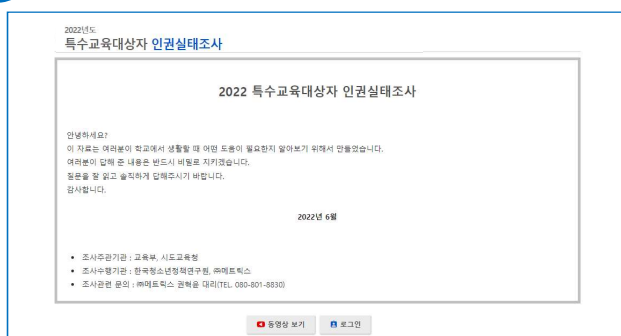 2022년도
특수교육대상자 인권실태조사
2022 특수교육대상자 인권실태조사
안녕하세요?
이 자료는 여러분이 학교에서 생활할 때 어떤 도움이 필요한지 알아보기 위해서 만들었습니다.
여러분이 답해 준 내용은 반드시 비밀로 지키겠습니다.
질문을 잘 읽고 솔직하게 답해주시기 바랍니다.
감사합니다.
2022년 6월
• 조사주관기관 : 교육부, 시도교육청
• 조사수행기관 : 한국청소년정책연구원, ㈜메트릭스
• 조사관련 문의 : ㈜메트릭스 권혁윤 대리(TEL. 080-801-8830)
동영상 보기 로그인